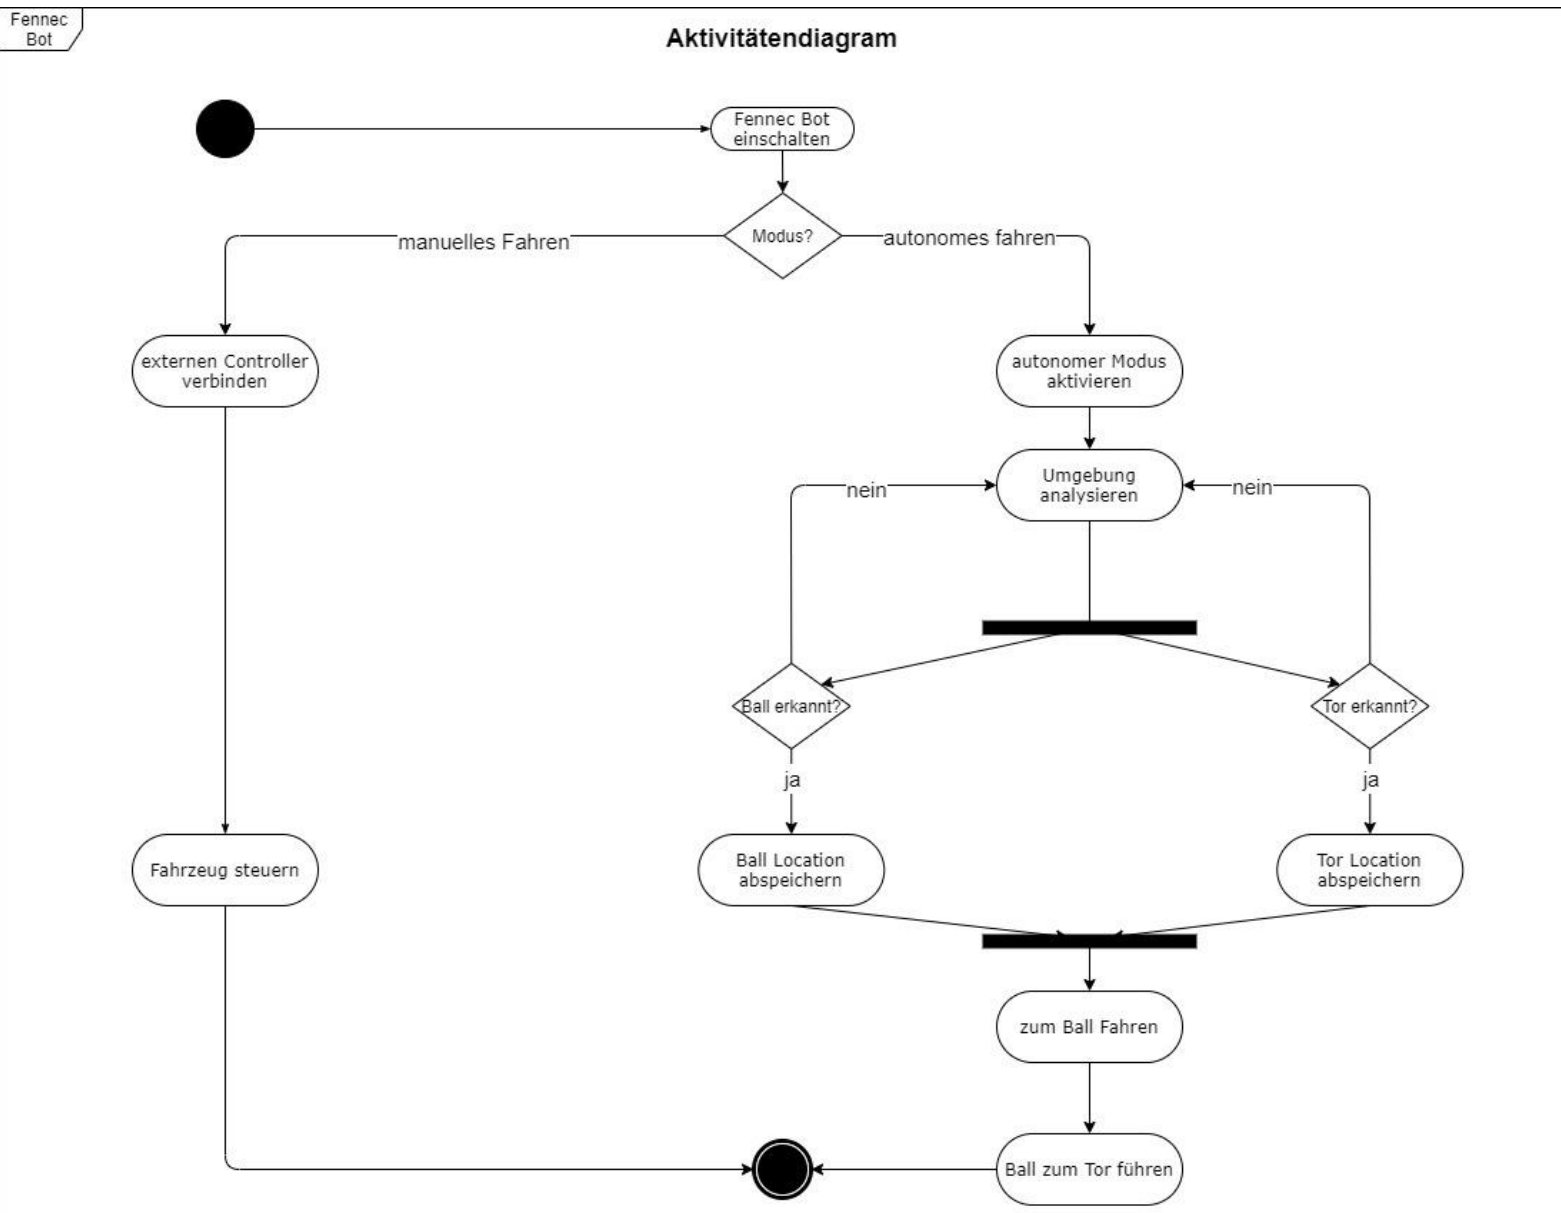 Fennec
Bot
Aktivitätendiagram
Fennec Bot
einschalten
Modus?
manuelles Fahren
autonomes fahren
externen Controller
verbinden
autonomer Modus
aktivieren
Umgebung
analysieren
nein
nein
Ball erkannt?
Tor erkannt?
ja
ja
Fahrzeug steuern
Ball Location
abspeichern
Tor Location
abspeichern
zum Ball Fahren
Ball zum Tor führen